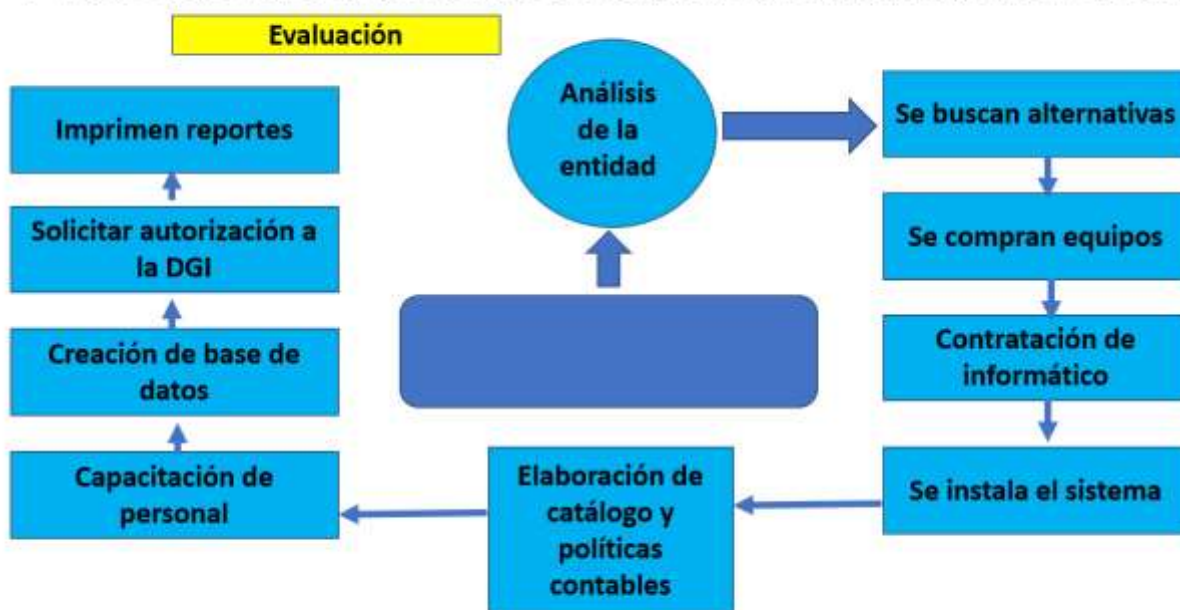 Evaluación
Análisis
de la
entidad
Se buscan alternativas
Se compran equipos
Contratación de
informático
Se instala el sistema
Elaboración de
catálogo y
políticas
contables
Capacitación de
personal
Creación de base de
datos
Solicitar autorización a
la DGI
Imprimen reportes